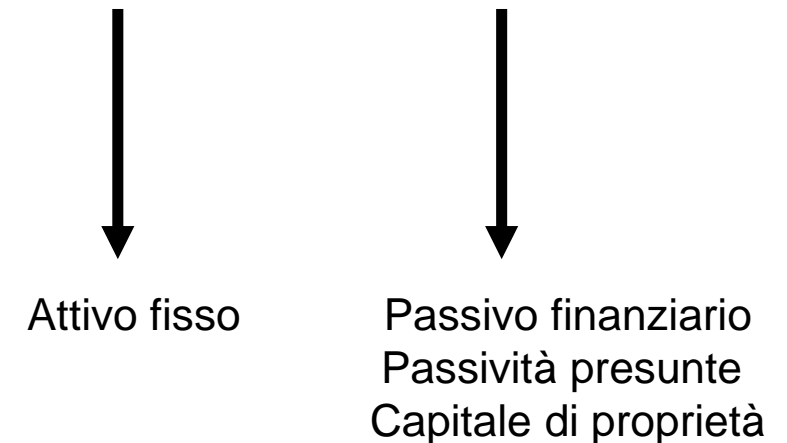 Attivo fisso
Passivo finanziario
Passività presunte
Capitale di proprietà